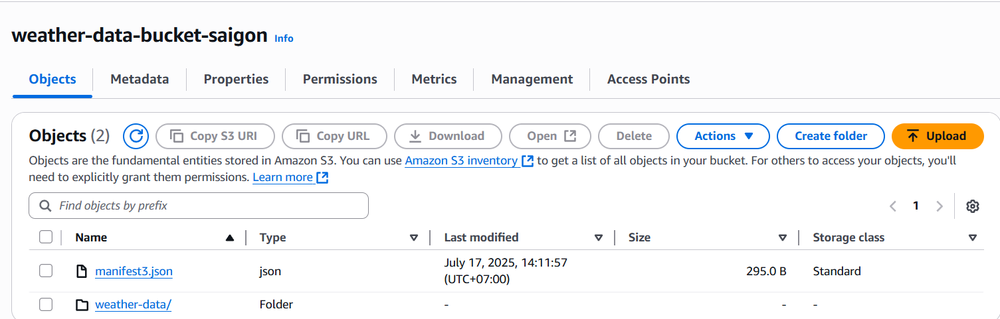 weather-data-bucket-saigon Info
Objects Metadata Properties Permissions Metrics Management Access Points
Objects (2) Copy S3 URI Copy URL Download Open Delete Actions Create folder Upload
Objects are the fundamental entities stored in Amazon S3. You can use Amazon S3 inventory to get a list of all objects in your bucket. For others to access your objects, you'll
need to explicitly grant them permissions. Learn more
Find objects by prefix
1
Name Type Last modified Size Storage class
manifest3.json json July 17, 2025, 14:11:57 295.0 B Standard
(UTC+07:00)
weather-data/ Folder - - -